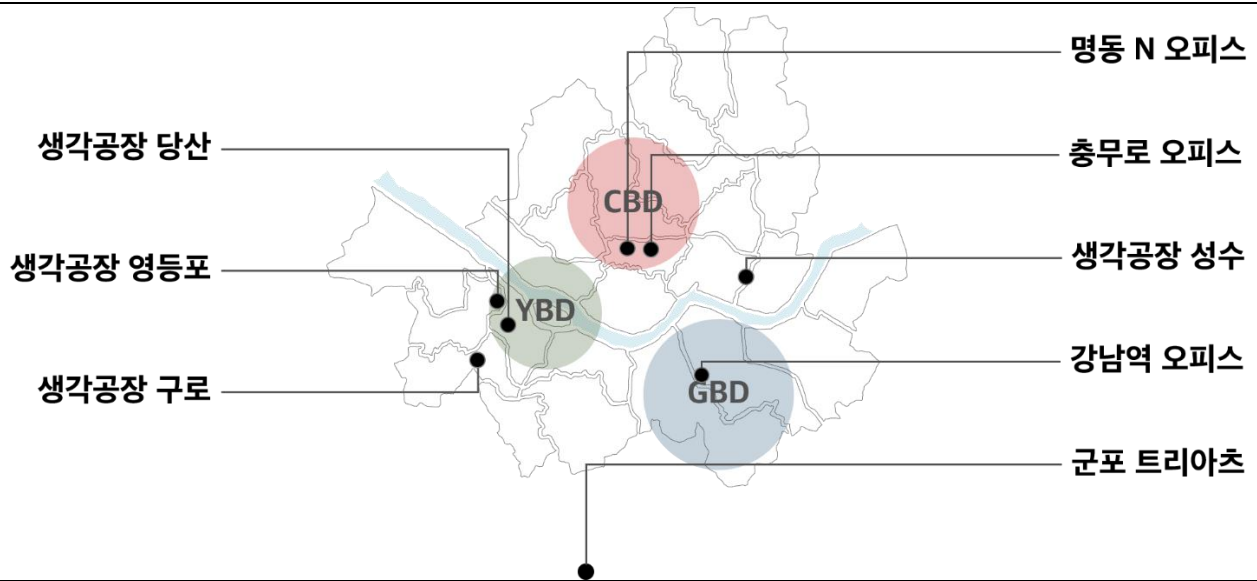 명동 N 오피스
생각공장 당산
충무로 오피스
CBD
생각공장 영등포
생각공장 성수
YBD
강남역 오피스
생각공장 구로
GBD
군포 트리아츠